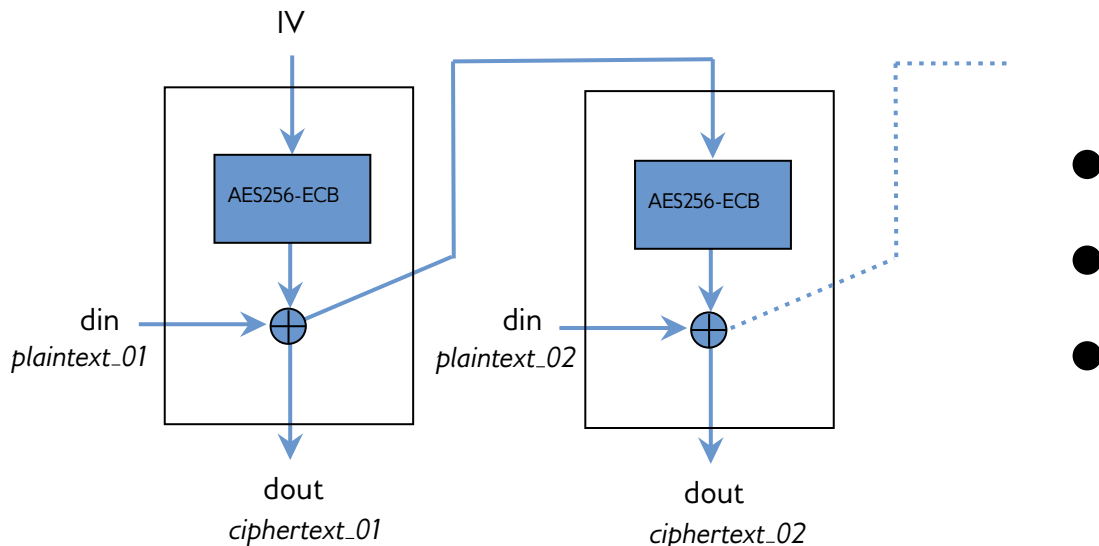 IV
AES256-ECB
AES256-ECB
din
plaintext_01
din
plaintext_02
dout
ciphertext_01
dout
ciphertext_02